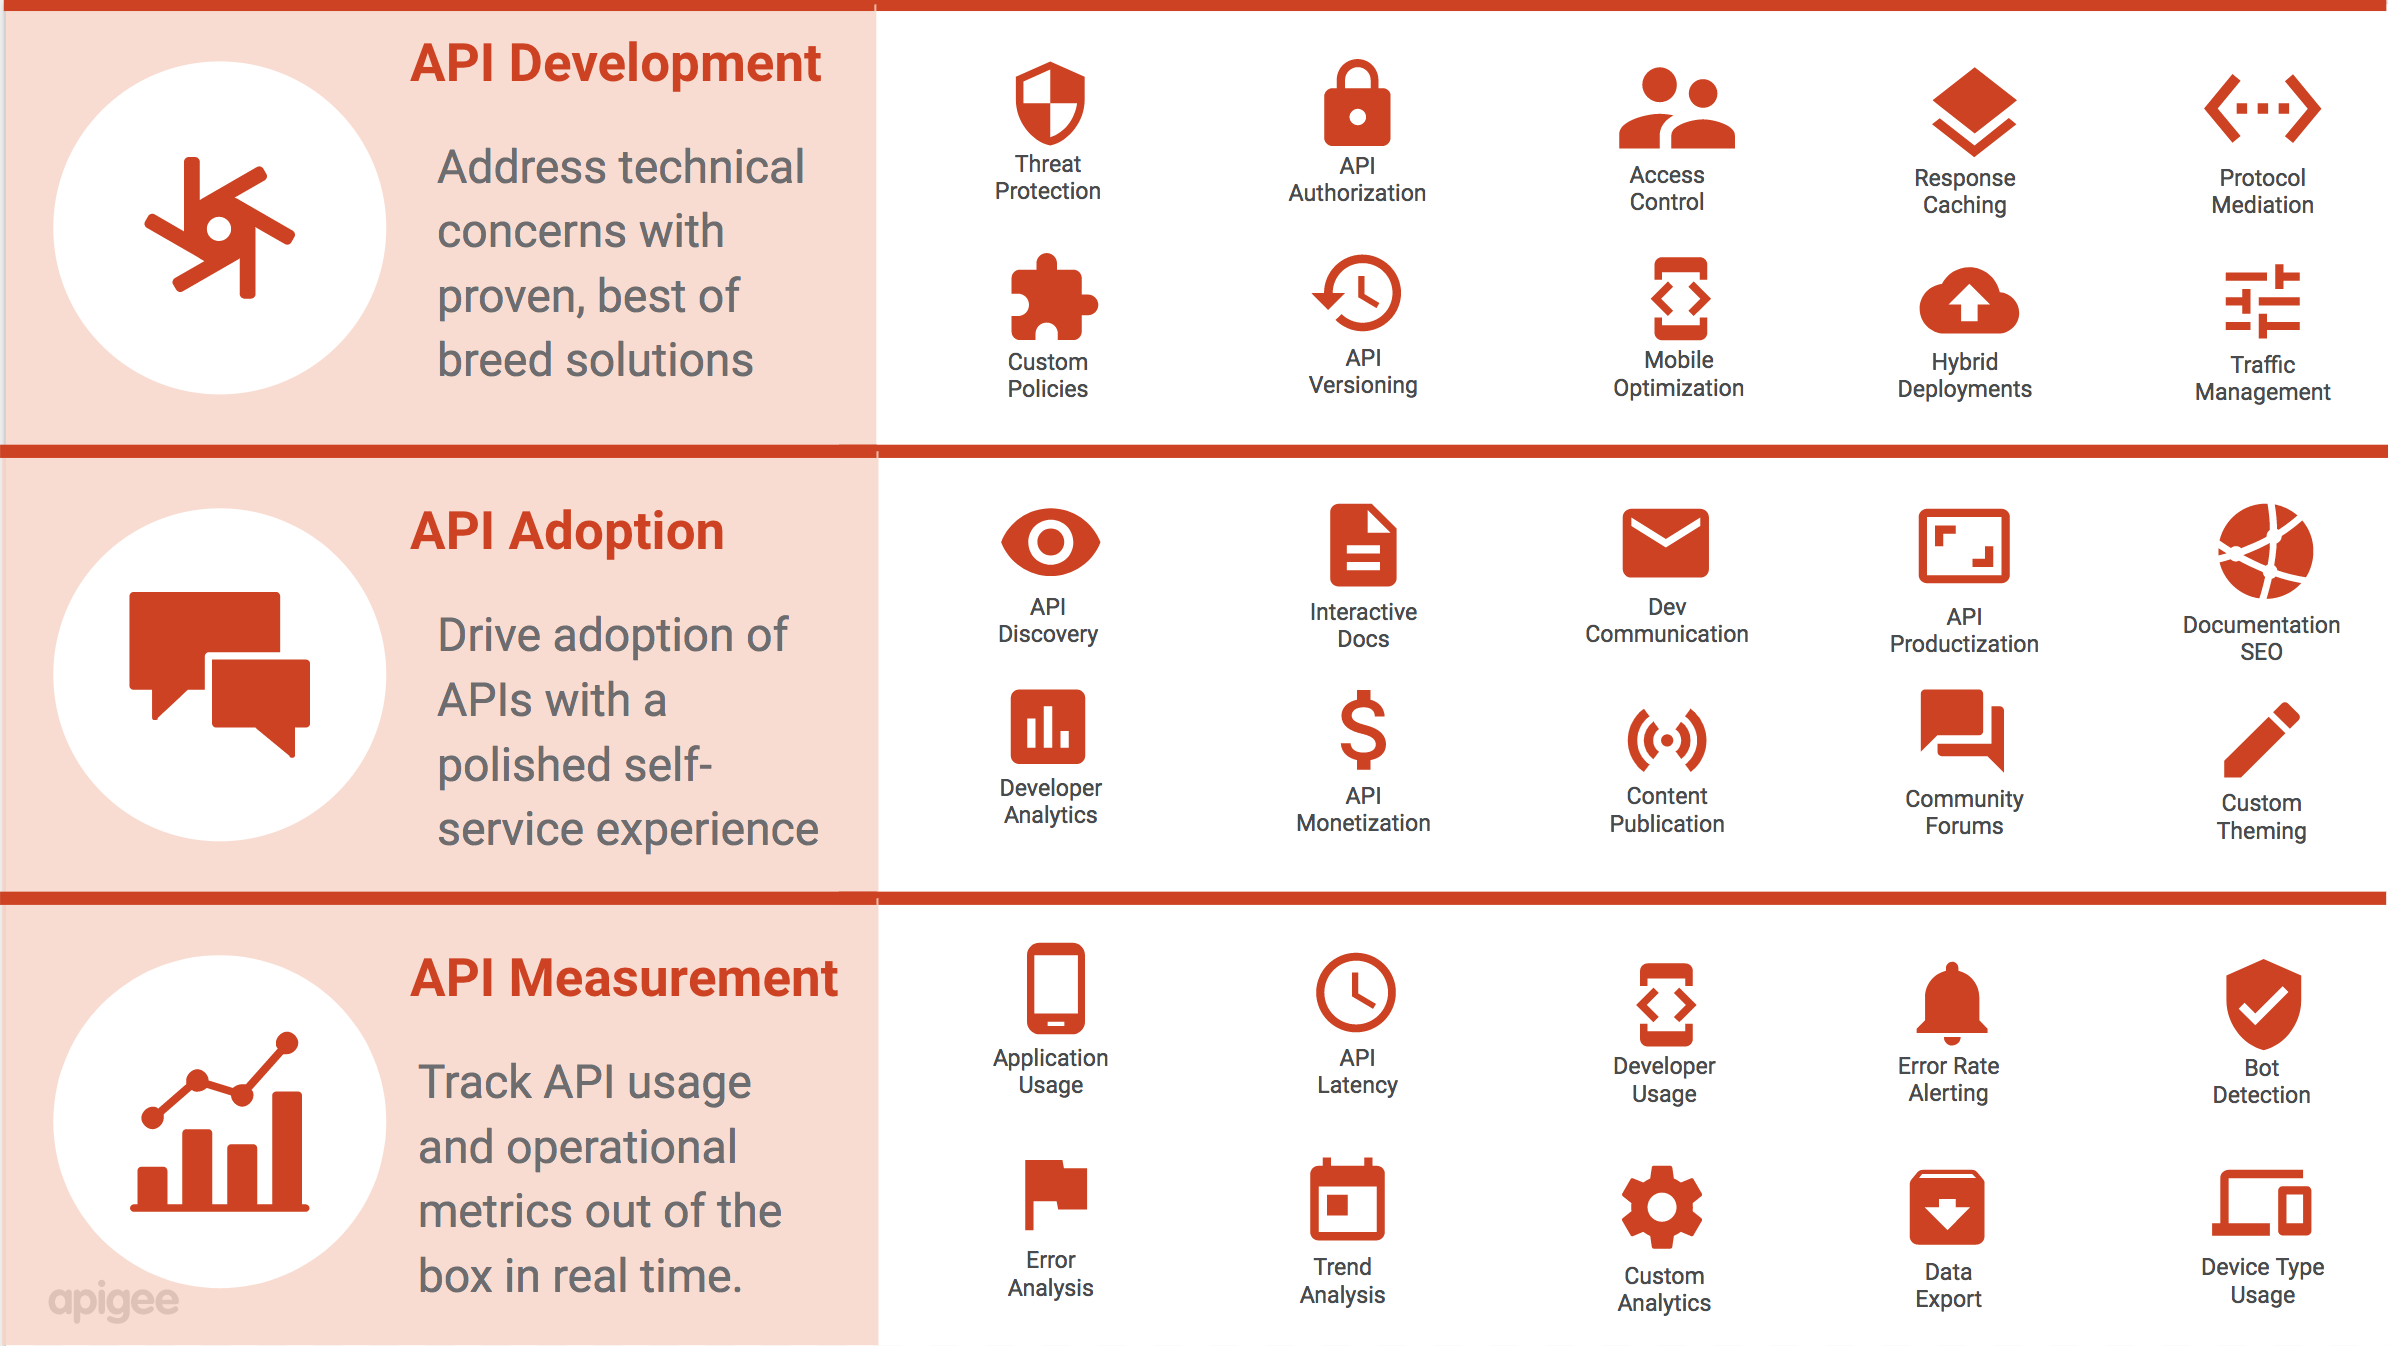 API Development
Address technical
concerns with
proven, best of
breed solutions
Threat
Protection
API
Authorization
Access
Control
Response
Caching
Protocol
Mediation
Custom
Policies
API
Versioning
Mobile
Optimization
Hybrid
Deployments
Traffic
Management
API Adoption
Drive adoption of
APIs with a
polished self-
service experience
API
Discovery
Interactive
Docs
Dev
Communication
API
Productization
Documentation
SEO
Developer
Analytics
API
Monetization
Content
Publication
Community
Forums
Custom
Theming
API Measurement
Track API usage
and operational
metrics out of the
box in real time.
Application
Usage
API
Latency
Developer
Usage
Error Rate
Alerting
Bot
Detection
Error
Analysis
Trend
Analysis
Custom
Analytics
Data
Export
Device Type
Usage
apigee